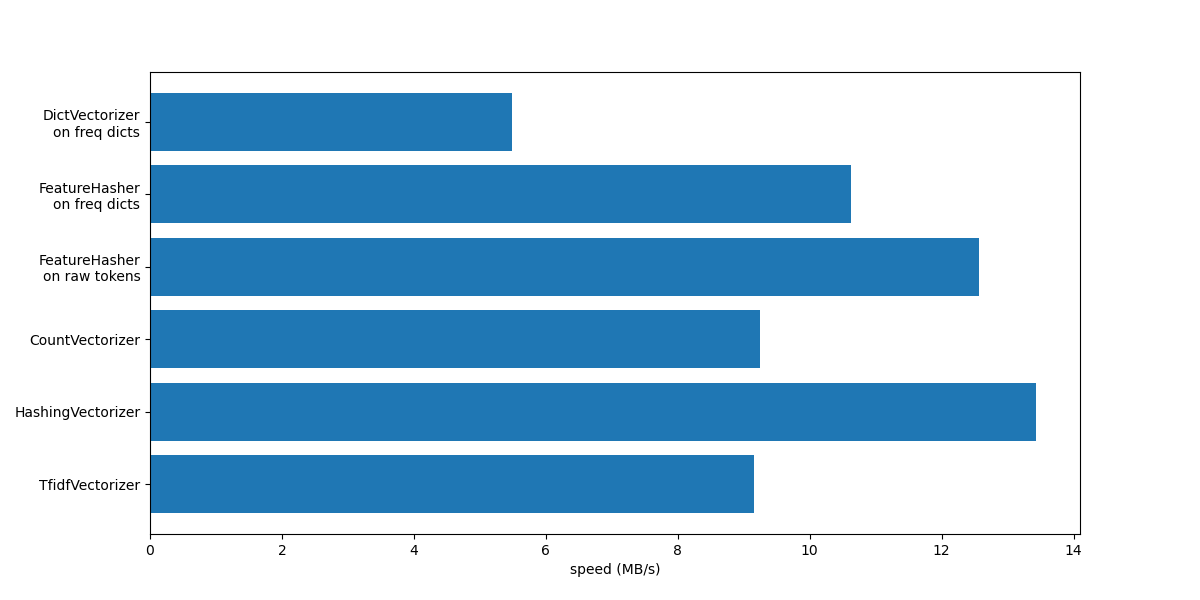 DictVectorizer
on freq dicts
FeatureHasher
on freq dicts
FeatureHasher
on raw tokens
CountVectorizer
HashingVectorizer
TfidfVectorizer
0 2 4 6 8 10 12 14
speed (MB/s)